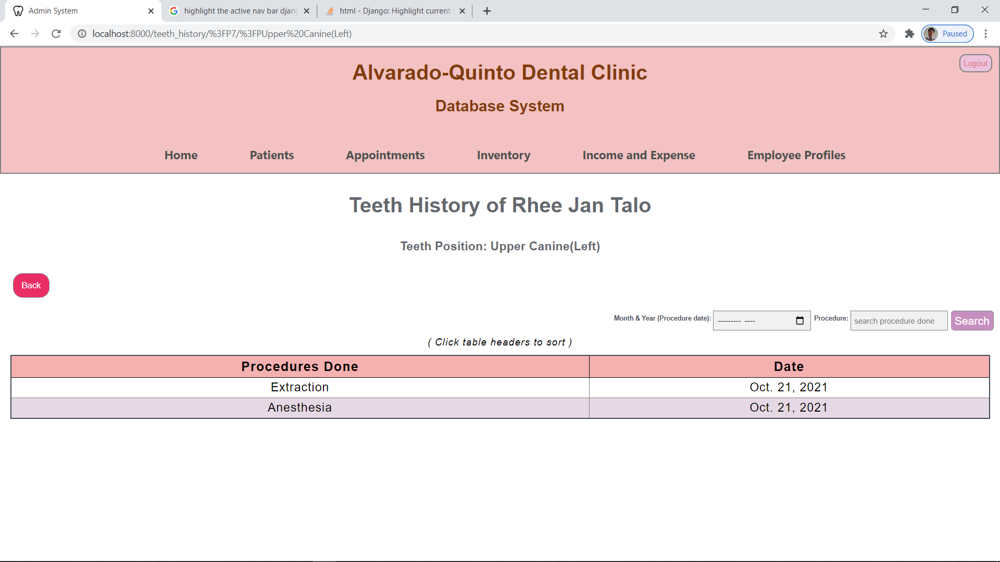 Admin System
highlight the active nav bar djang
html - Django: Highlight current
localhost:8000/teeth_history/%3FP7/%3FPUpper%20Canine(Left)
Paused
Alvarado-Quinto Dental Clinic
Logout
Database System
Home Patients Appointments Inventory Income and Expense Employee Profiles
Teeth History of Rhee Jan Talo
Teeth Position: Upper Canine(Left)
Back
Month & Year (Procedure date): --------- ---- Procedure: search procedure done Search
( Click table headers to sort )
Procedures Done Date
Extraction Oct. 21, 2021
Anesthesia Oct. 21, 2021